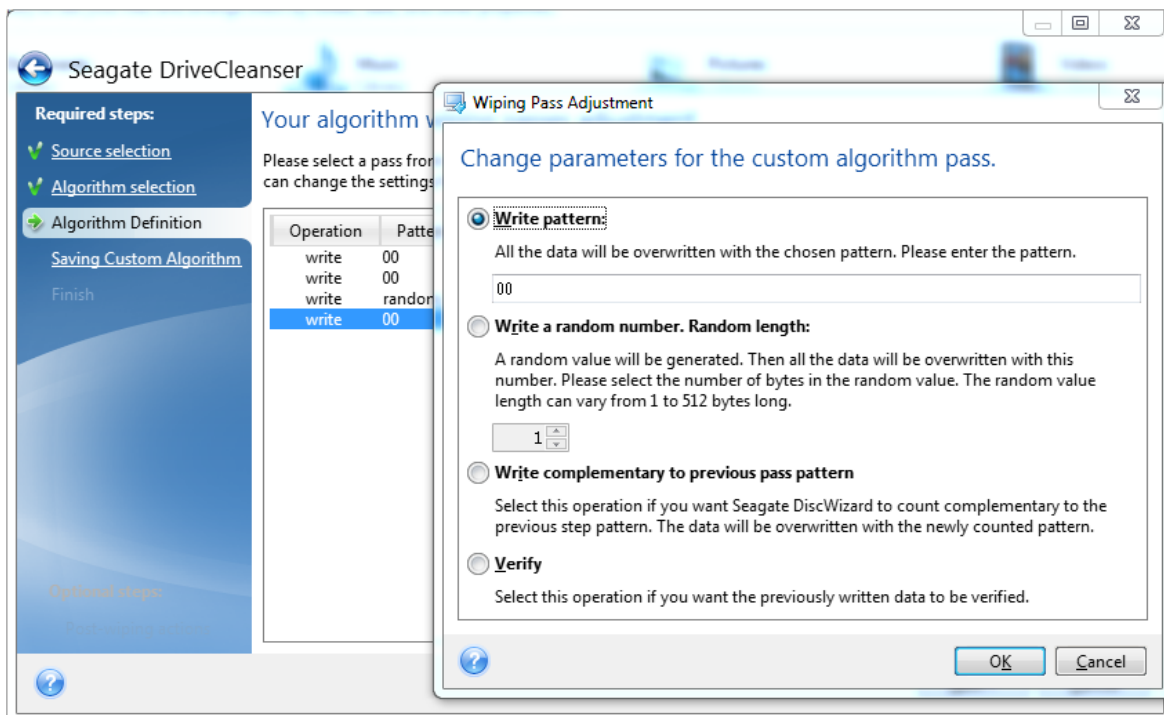 Seagate DriveCleanser
Required steps:
Source selection
Algorithm selection
Algorithm Definition
Saving Custom Algorithm
Finish
Optional steps:
Your algorithm
Please select a pass from
can change the settings
Operation Patte
write 00
write 00
write random
write 00
Wiping Pass Adjustment
Change parameters for the custom algorithm pass.
Write pattern:
All the data will be overwritten with the chosen pattern. Please enter the pattern.
00
Write a random number. Random length:
A random value will be generated. Then all the data will be overwritten with this
number. Please select the number of bytes in the random value. The random value
length can vary from 1 to 512 bytes long.
1
Write complementary to previous pass pattern
Select this operation if you want Seagate DiscWizard to count complementary to the
previous step pattern. The data will be overwritten with the newly counted pattern.
Verify
Select this operation if you want the previously written data to be verified.
OK Cancel